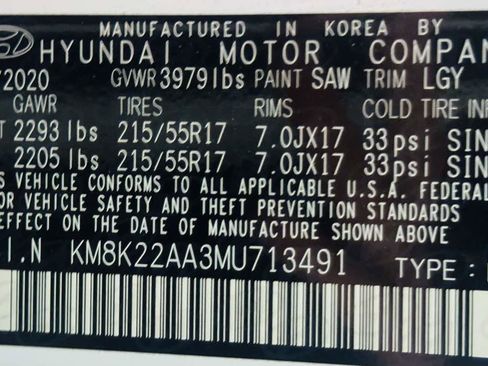 MANUFACTURED IN KOREA BY
HYUNDAI MOTOR COMPAN
/2020 GVWR 3979lbs PAINT SAW TRIM LGY
GAWR TIRES RIMS COLD TIRE INF
T 2293 lbs 215/55R17 7.0JX17 33psi SIN
2205 lbs 215/55R17 7.0JX17 33psi SIN
S VEHICLE CONFORMS TO ALL APPLICABLE U.S.A. FEDERAL
OR VEHICLE SAFETY AND THEFT PREVENTION STANDARDS
EFFECT ON THE DATE OF MANUFACTURE SHOWN ABOVE
.I.N KM8K22AA3MU713491 TYPE :